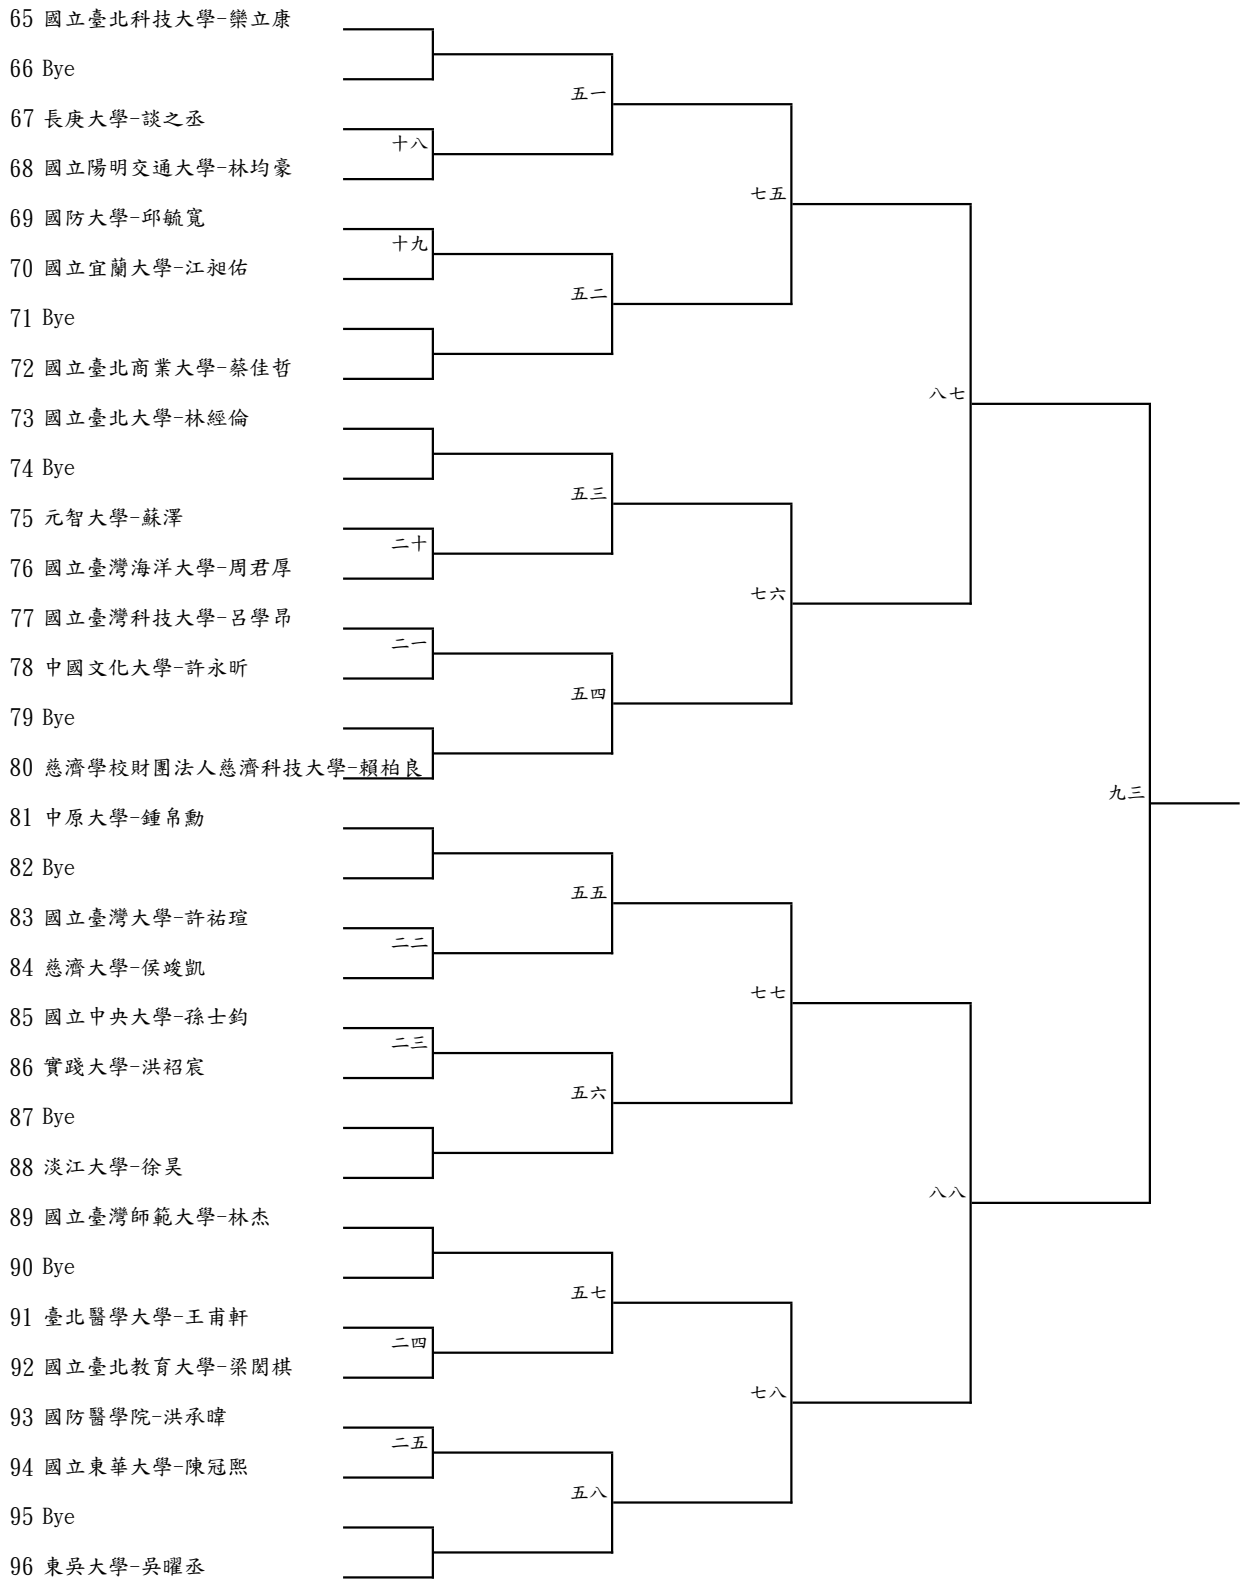 65 國立臺北科技大學-欒立康
66 Bye
五一
67 長庚大學-談之丞
十八
68 國立陽明交通大學-林均豪
七五
69 國防大學-邱毓寬
十九
70 國立宜蘭大學-江昶佑
五二
71 Bye
72 國立臺北商業大學-蔡佳哲
八七
73 國立臺北大學-林經倫
74 Bye
五三
75 元智大學-蘇澤
二十
76 國立臺灣海洋大學-周君厚
七六
77 國立臺灣科技大學-呂學昂
二一
78 中國文化大學-許永昕
五四
79 Bye
80 慈濟學校財團法人慈濟科技大學-賴柏良
九三
81 中原大學-鍾帛勳
82 Bye
五五
83 國立臺灣大學-許祐瑄
二二
84 慈濟大學-侯竣凱
七七
85 國立中央大學-孫士鈞
二三
86 實踐大學-洪袑宸
五六
87 Bye
88 淡江大學-徐昊
八八
89 國立臺灣師範大學-林杰
90 Bye
五七
91 臺北醫學大學-王甫軒
二四
92 國立臺北教育大學-梁閎棋
七八
93 國防醫學院-洪承暐
二五
94 國立東華大學-陳冠熙
五八
95 Bye
96 東吳大學-吳曜丞